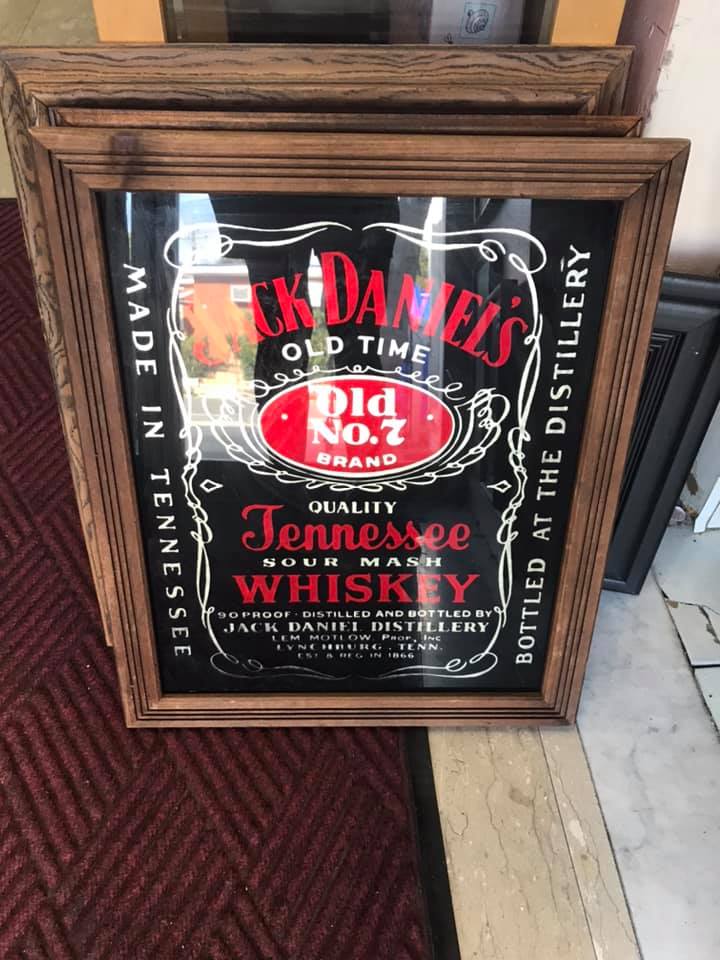 JACK DANIEL'S
OLD TIME
Old
No.7
BRAND
QUALITY
Tennessee
SOUR MASH
WHISKEY
90 PROOF · DISTILLED AND BOTTLED BY
JACK DANIEL DISTILLERY
LEM MOTLOW, PROP., INC
LYNCHBURG, TENN.
EST & REG IN 1866
MADE IN TENNESSEE
BOTTLED AT THE DISTILLERY